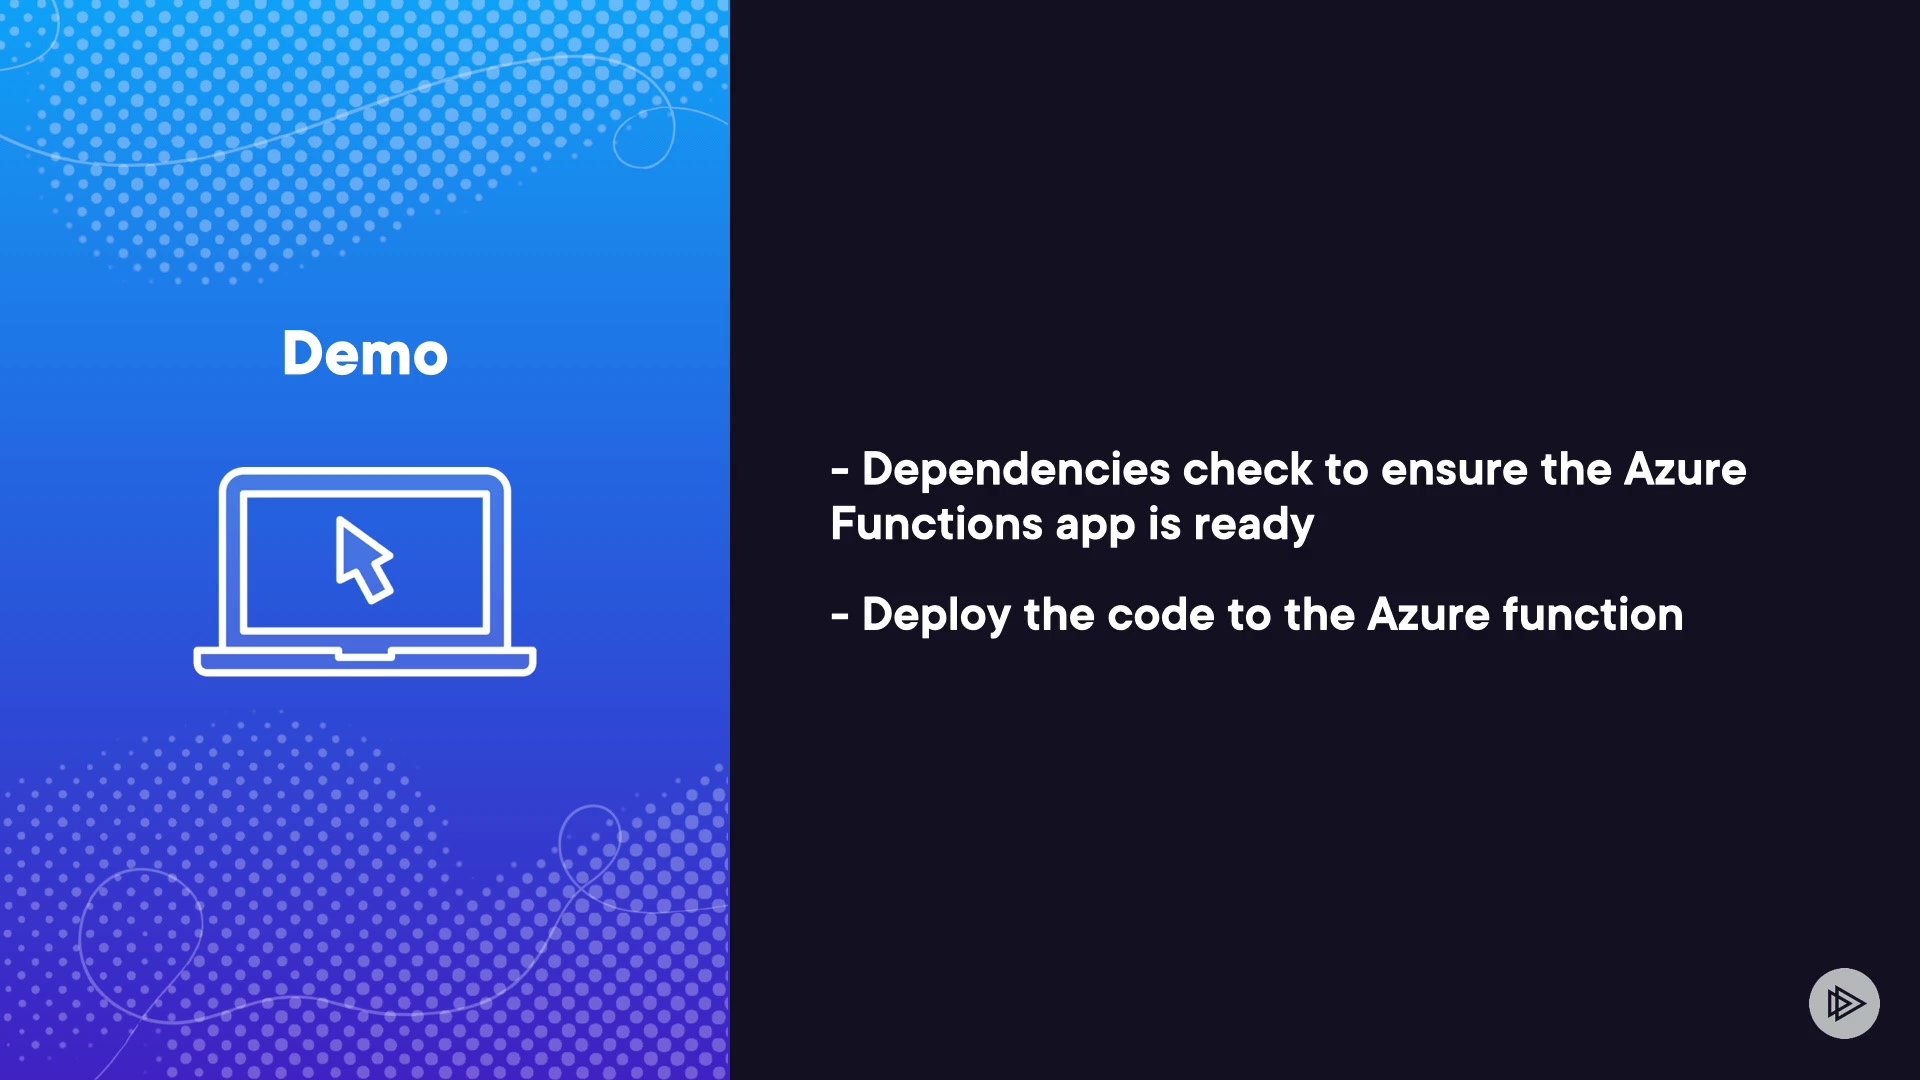 Demo
- Dependencies check to ensure the Azure
Functions app is ready
- Deploy the code to the Azure function